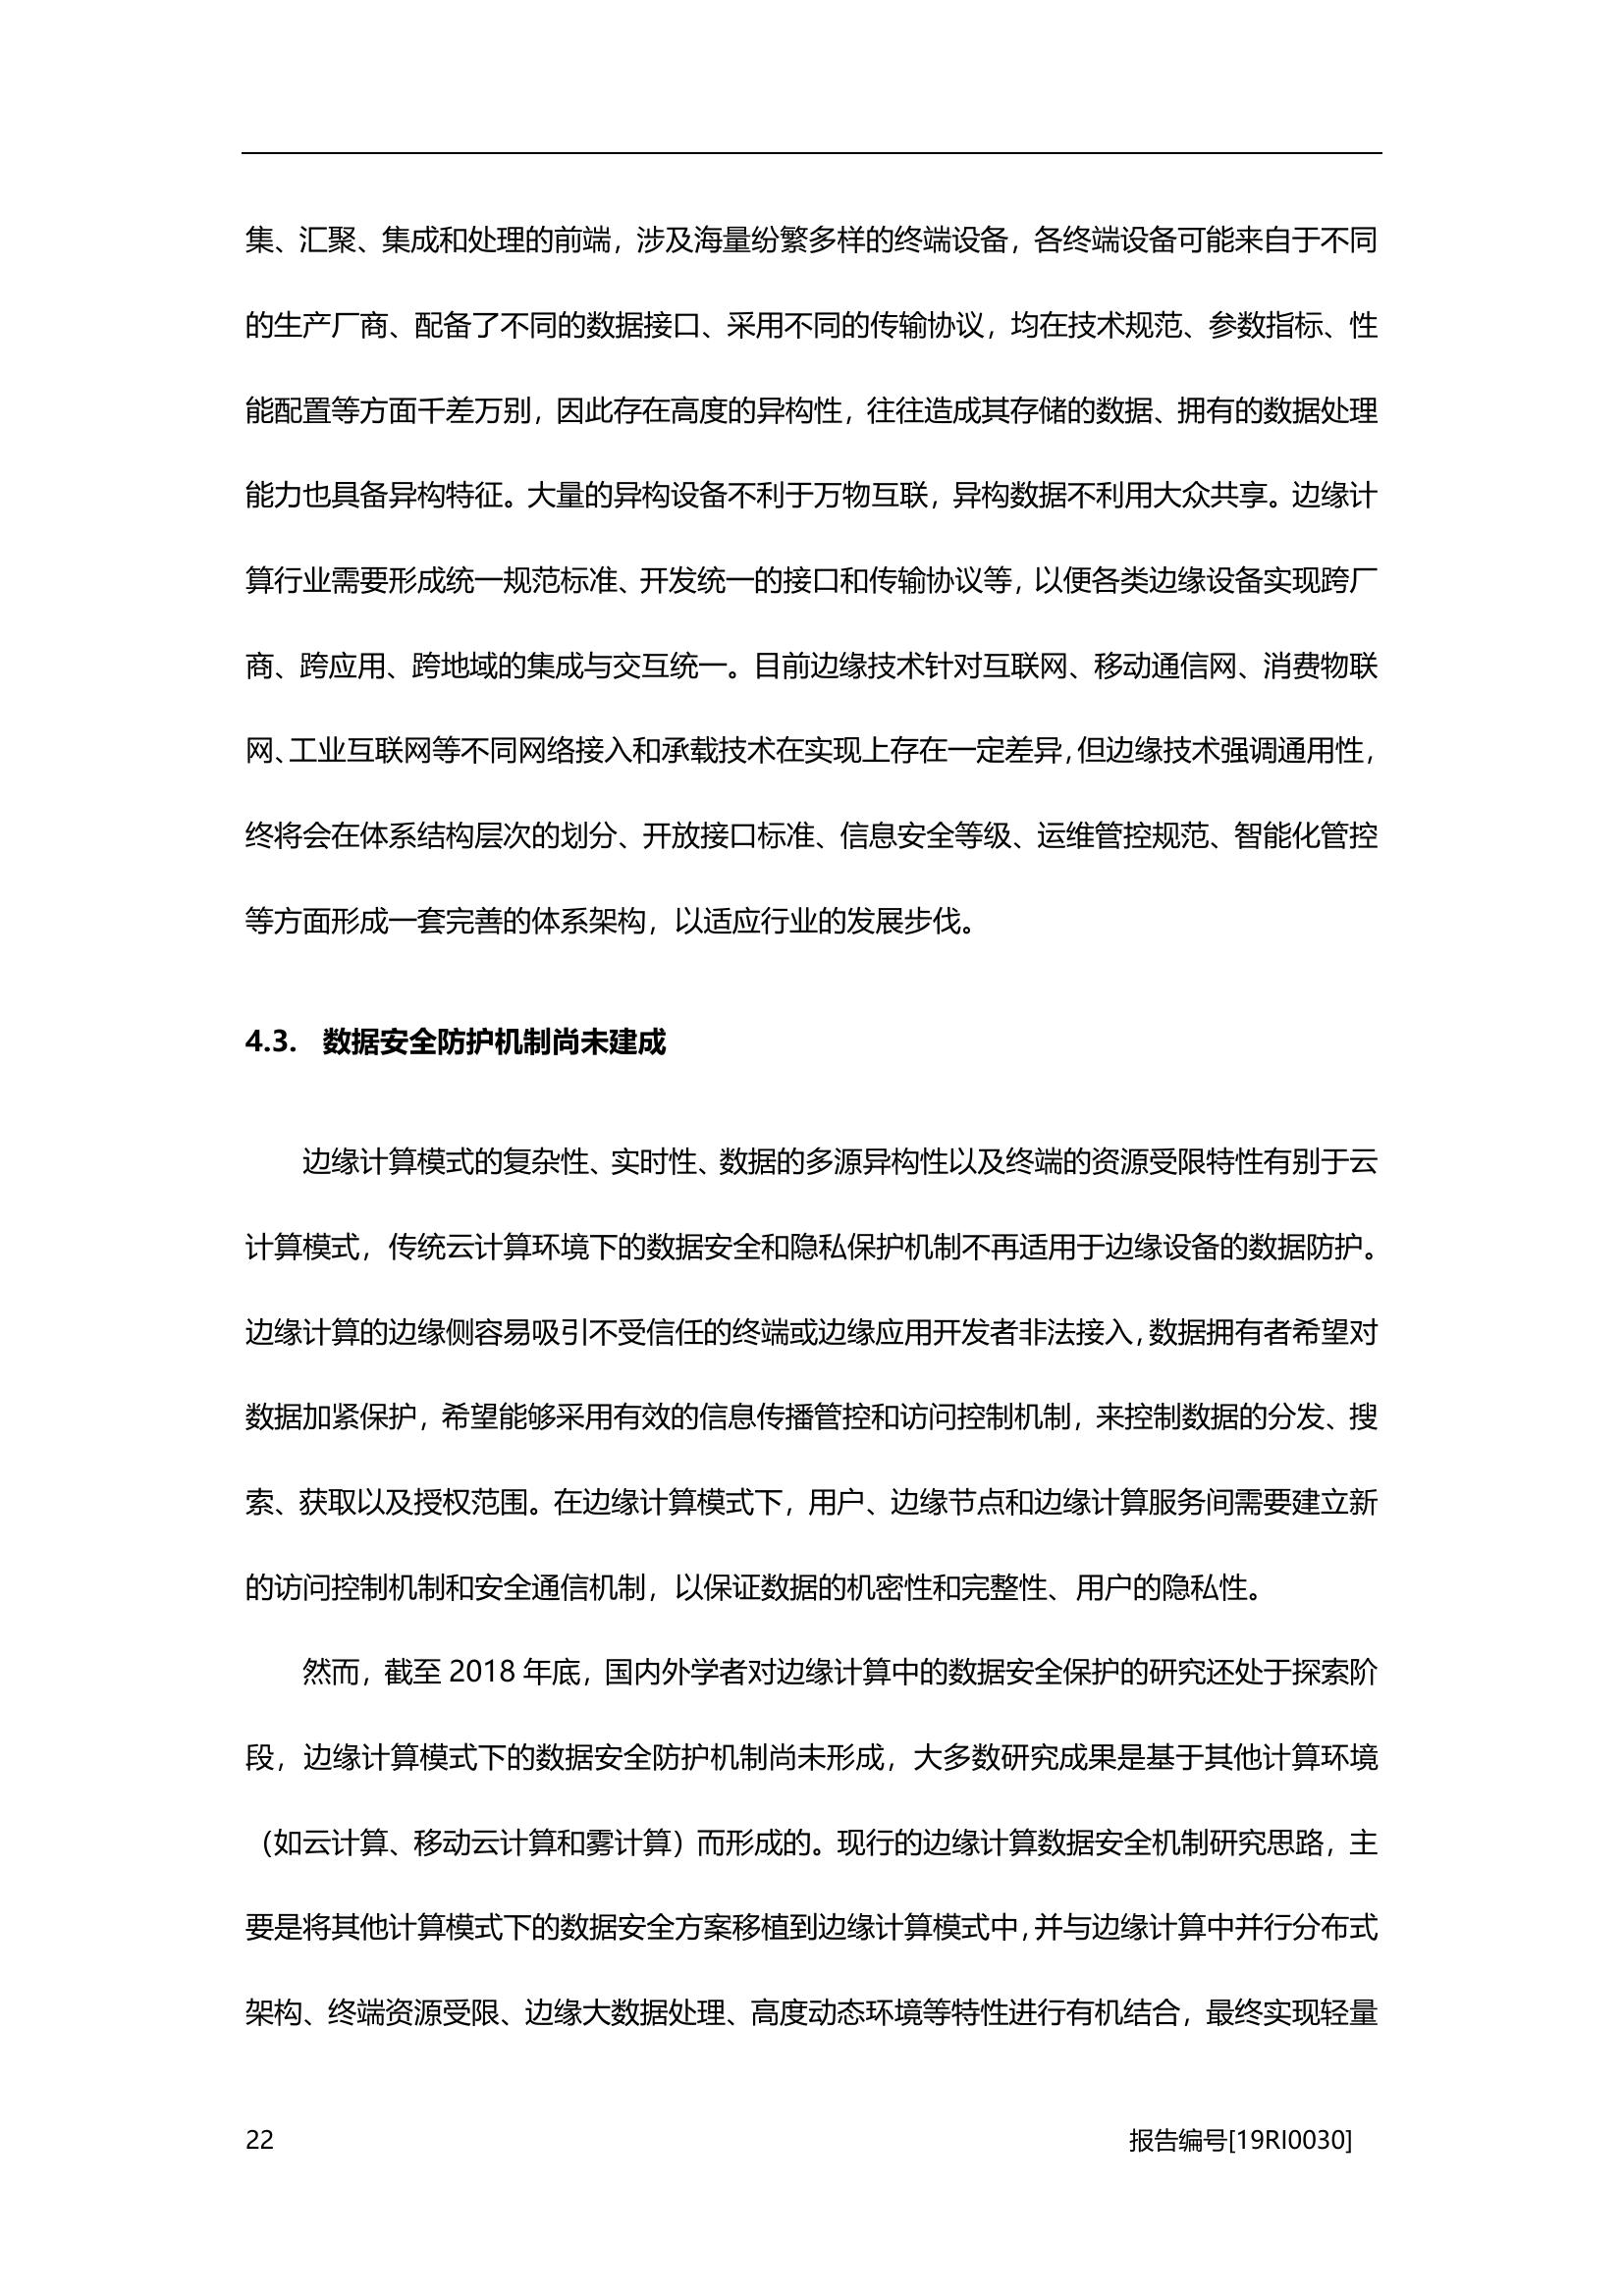 集、汇聚、集成和处理的前端，涉及海量纷繁多样的终端设备，各终端设备可能来自于不同
的生产厂商、配备了不同的数据接口、采用不同的传输协议，均在技术规范、参数指标、性
能配置等方面千差万别，因此存在高度的异构性，往往造成其存储的数据、拥有的数据处理
能力也具备异构特征。大量的异构设备不利于万物互联，异构数据不利用大众共享。边缘计
算行业需要形成统一规范标准、开发统一的接口和传输协议等，以便各类边缘设备实现跨厂
商、跨应用、跨地域的集成与交互统一。目前边缘技术针对互联网、移动通信网、消费物联
网、工业互联网等不同网络接入和承载技术在实现上存在一定差异，但边缘技术强调通用性，
终将会在体系结构层次的划分、开放接口标准、信息安全等级、运维管控规范、智能化管控
等方面形成一套完善的体系架构，以适应行业的发展步伐。
4.3. 数据安全防护机制尚未建成
边缘计算模式的复杂性、实时性、数据的多源异构性以及终端的资源受限特性有别于云
计算模式，传统云计算环境下的数据安全和隐私保护机制不再适用于边缘设备的数据防护。
边缘计算的边缘侧容易吸引不受信任的终端或边缘应用开发者非法接入，数据拥有者希望对
数据加紧保护，希望能够采用有效的信息传播管控和访问控制机制，来控制数据的分发、搜
索、获取以及授权范围。在边缘计算模式下，用户、边缘节点和边缘计算服务间需要建立新
的访问控制机制和安全通信机制，以保证数据的机密性和完整性、用户的隐私性。
然而，截至 2018 年底，国内外学者对边缘计算中的数据安全保护的研究还处于探索阶
段，边缘计算模式下的数据安全防护机制尚未形成，大多数研究成果是基于其他计算环境
（如云计算、移动云计算和雾计算）而形成的。现行的边缘计算数据安全机制研究思路，主
要是将其他计算模式下的数据安全方案移植到边缘计算模式中，并与边缘计算中并行分布式
架构、终端资源受限、边缘大数据处理、高度动态环境等特性进行有机结合，最终实现轻量
22 报告编号[19RI0030]